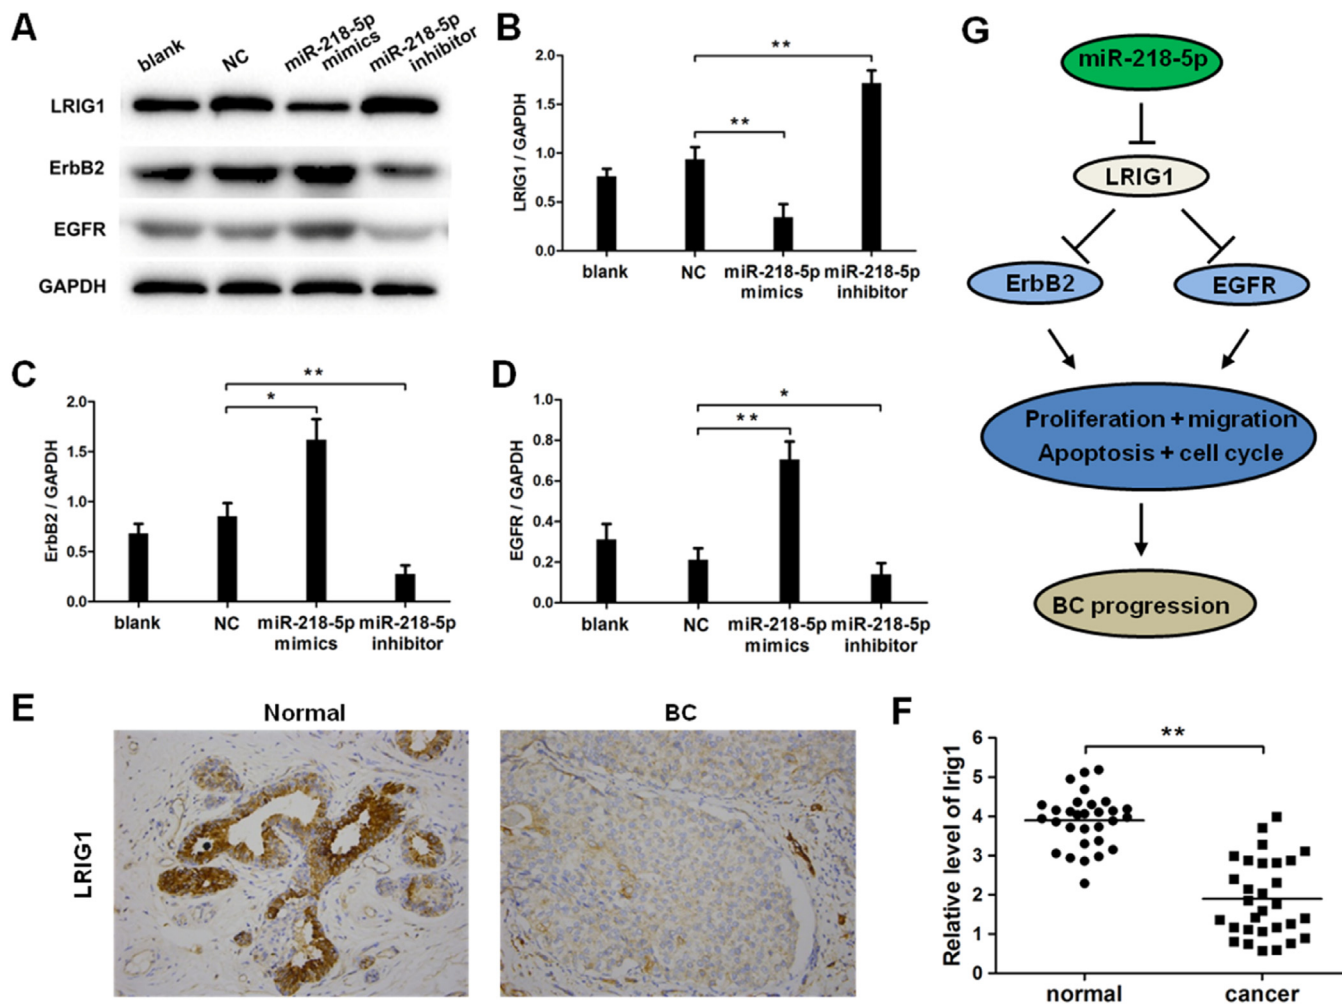 A
blank
NC
miR-218-5p
mimics
miR-218-5p
inhibitor
LRIG1
ErbB2
EGFR
GAPDH
B
LRIG1 / GAPDH
2.0
1.5
1.0
0.5
0.0
**
**
blank
NC
miR-218-5p
mimics
miR-218-5p
inhibitor
C
ErbB2 / GAPDH
2.0
1.5
1.0
0.5
0.0
**
*
blank
NC
miR-218-5p
mimics
miR-218-5p
inhibitor
D
EGFR / GAPDH
1.0
0.8
0.6
0.4
0.2
0.0
*
**
blank
NC
miR-218-5p
mimics
miR-218-5p
inhibitor
G
miR-218-5p
LRIG1
ErbB2
EGFR
Proliferation + migration
Apoptosis + cell cycle
BC progression
E
Normal
BC
LRIG1
F
Relative level of lrig1
6
5
4
3
2
1
0
**
normal
cancer